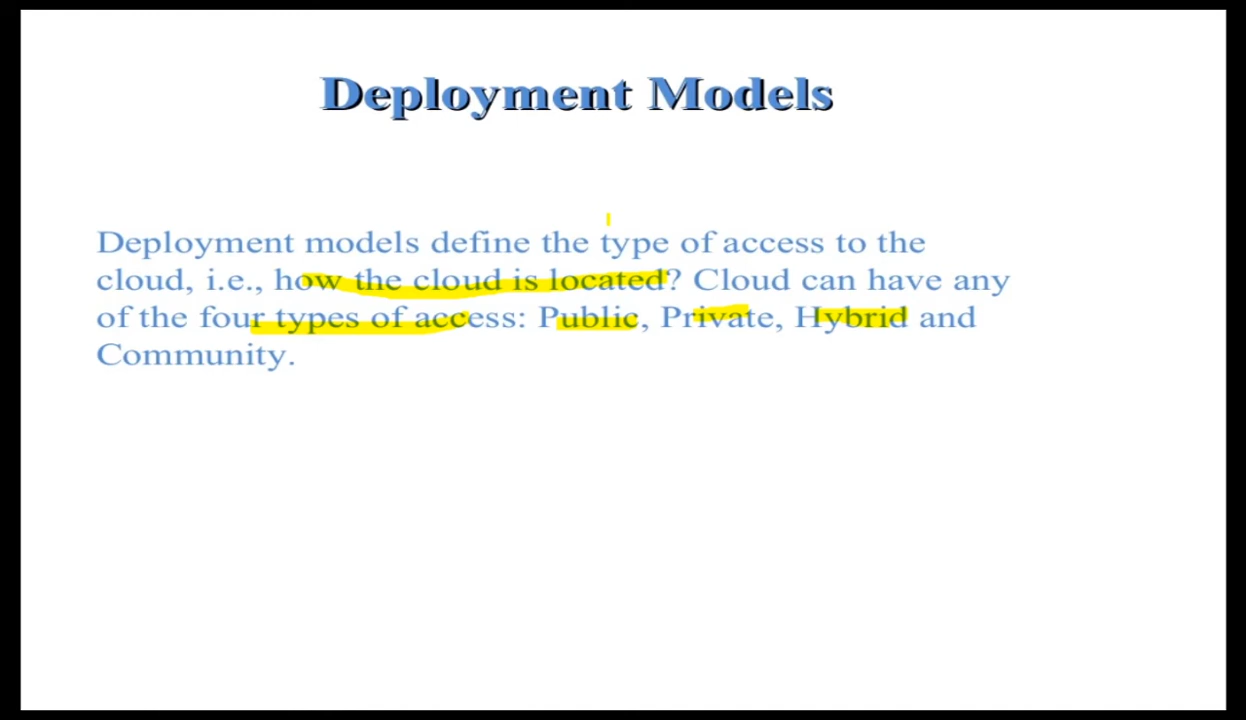 Deployment Models
Deployment models define the type of access to the
cloud, i.e., how the cloud is located? Cloud can have any
of the four types of access: Public, Private, Hybrid and
Community.